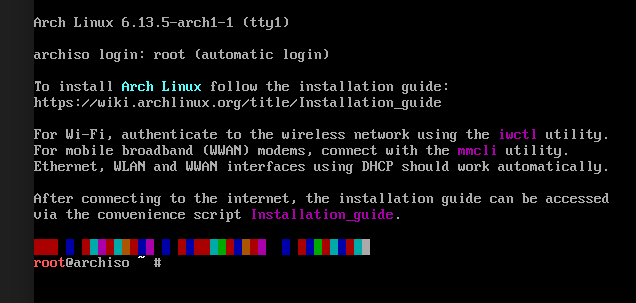 Arch Linux 6.13.5-arch1-1 (tty1)
archiso login: root (automatic login)
To install Arch Linux follow the installation guide:
https://wiki.archlinux.org/title/Installation_guide
For Wi-Fi, authenticate to the wireless network using the iwctl utility.
For mobile broadband (WWAN) modems, connect with the mmcli utility.
Ethernet, WLAN and WWAN interfaces using DHCP should work automatically.
After connecting to the internet, the installation guide can be accessed
via the convenience script Installation_guide.
root@archiso ~ #